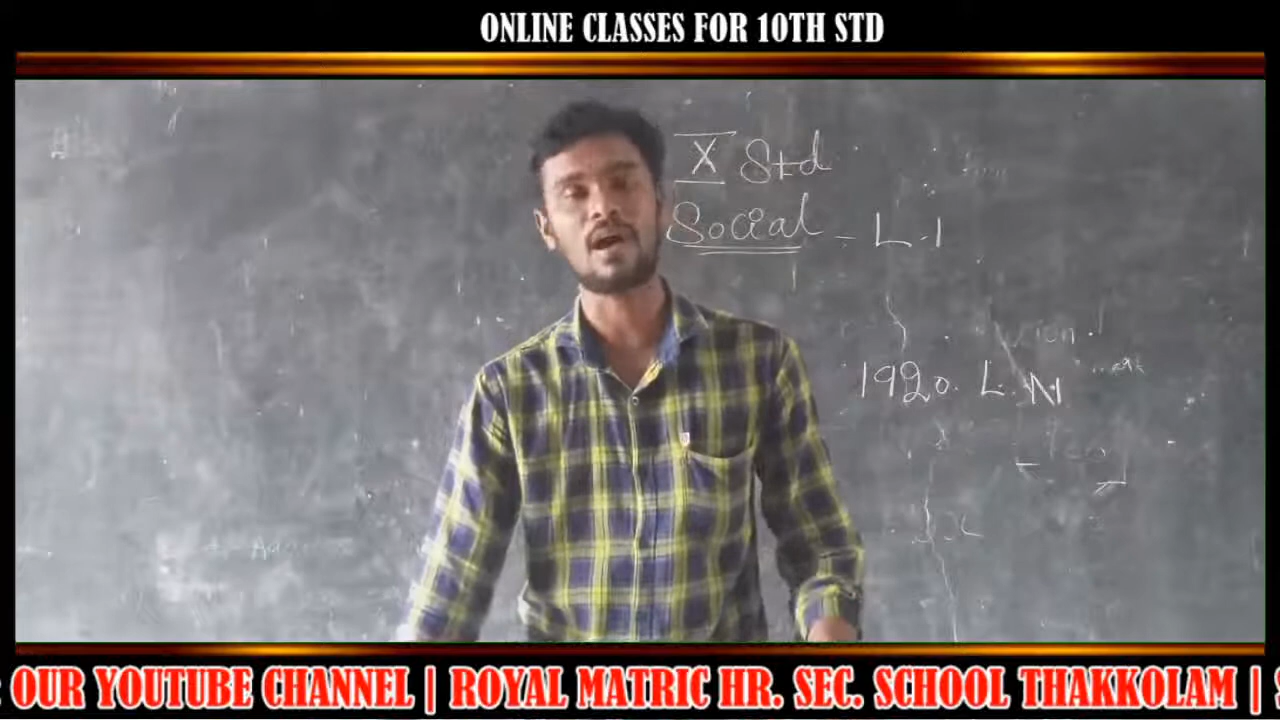 ONLINE CLASSES FOR 10TH STD
X Std
Social - L.1
1920. L. N
OUR YOUTUBE CHANNEL | ROYAL MATRIC HR. SEC. SCHOOL THAKKOLAM |